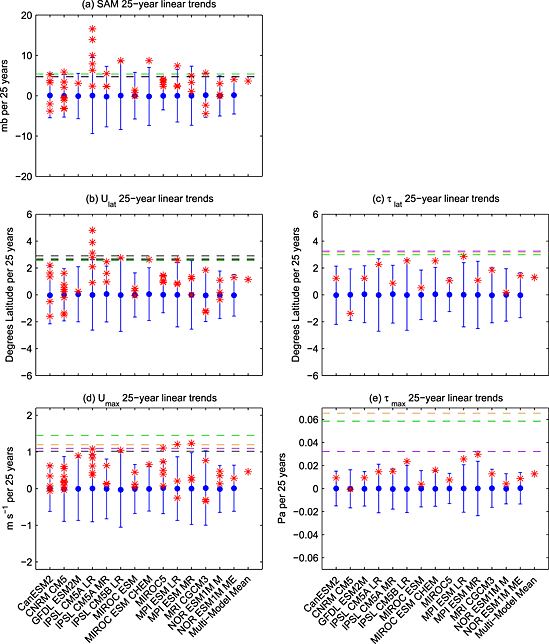 (a) SAM 25-year linear trends
mb per 25 years
20
10
0
−10
−20
(b) U lat 25-year linear trends
Degrees Latitude per 25 years
6
4
2
0
−2
−4
−6
(c) τ lat 25-year linear trends
Degrees Latitude per 25 years
6
4
2
0
−2
−4
−6
(d) U max 25-year linear trends
m s⁻¹ per 25 years
2
1
0
−1
−2
CanESM2
CNRM CM5
GFDL ESM2M
IPSL CM5A LR
IPSL CM5A MR
IPSL CM5B LR
MIROC ESM
MIROC ESM CHEM
MIROC5
MPI ESM LR
MPI ESM MR
MRI CGCM3
NOR ESM1M M
NOR ESM1M ME
Multi-Model Mean
(e) τ max 25-year linear trends
Pa per 25 years
0.06
0.04
0.02
0
−0.02
−0.04
−0.06
CanESM2
CNRM CM5
GFDL ESM2M
IPSL CM5A LR
IPSL CM5A MR
IPSL CM5B LR
MIROC ESM
MIROC ESM CHEM
MIROC5
MPI ESM LR
MPI ESM MR
MRI CGCM3
NOR ESM1M M
NOR ESM1M ME
Multi-Model Mean